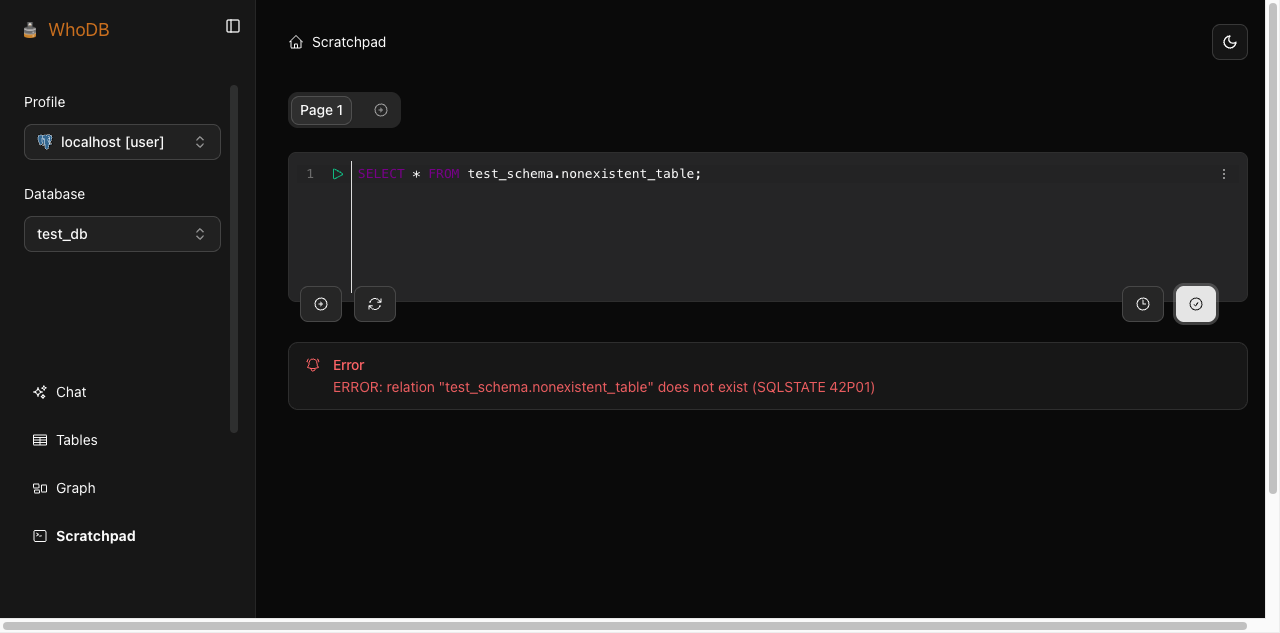 WhoDB
Profile
localhost [user]
Database
test_db
Chat
Tables
Graph
Scratchpad
Scratchpad
Page 1
1 SELECT * FROM test_schema.nonexistent_table;
Error
ERROR: relation "test_schema.nonexistent_table" does not exist (SQLSTATE 42P01)